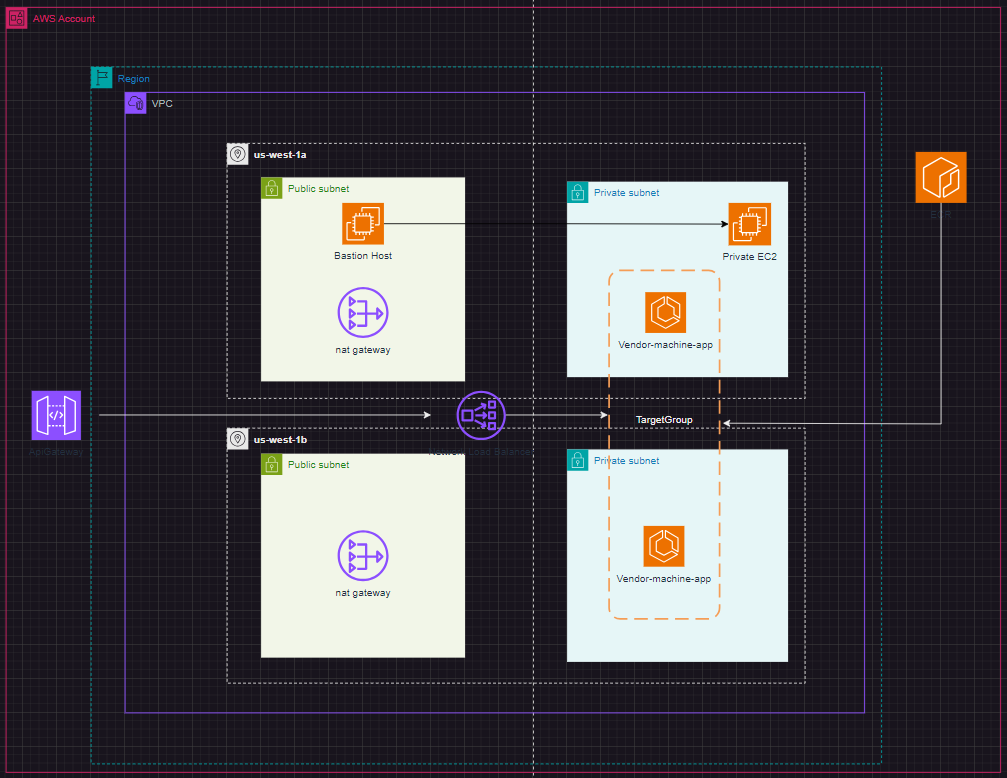 AWS Account
Region
VPC
us-west-1a
Public subnet
Private subnet
Bastion Host
Private EC2
nat gateway
Vendor-machine-app
TargetGroup
ApiGateway
us-west-1b
Network Load Balancer
Public subnet
Private subnet
nat gateway
Vendor-machine-app